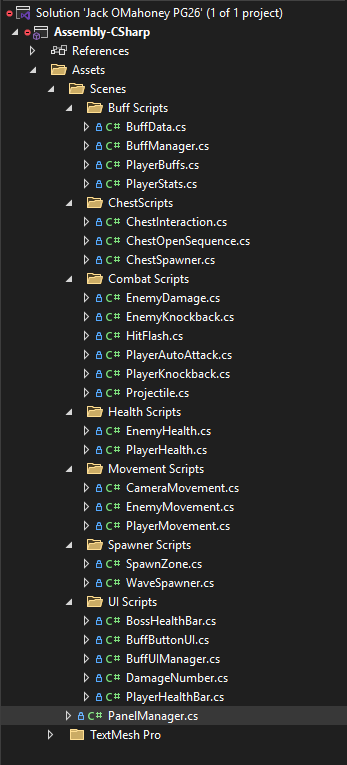 Solution 'Jack OMahoney PG26' (1 of 1 project)
Assembly-CSharp
References
Assets
Scenes
Buff Scripts
C# BuffData.cs
C# BuffManager.cs
C# PlayerBuffs.cs
C# PlayerStats.cs
ChestScripts
C# ChestInteraction.cs
C# ChestOpenSequence.cs
C# ChestSpawner.cs
Combat Scripts
C# EnemyDamage.cs
C# EnemyKnockback.cs
C# HitFlash.cs
C# PlayerAutoAttack.cs
C# PlayerKnockback.cs
C# Projectile.cs
Health Scripts
C# EnemyHealth.cs
C# PlayerHealth.cs
Movement Scripts
C# CameraMovement.cs
C# EnemyMovement.cs
C# PlayerMovement.cs
Spawner Scripts
C# SpawnZone.cs
C# WaveSpawner.cs
UI Scripts
C# BossHealthBar.cs
C# BuffButtonUI.cs
C# BuffUIManager.cs
C# DamageNumber.cs
C# PlayerHealthBar.cs
C# PanelManager.cs
TextMesh Pro